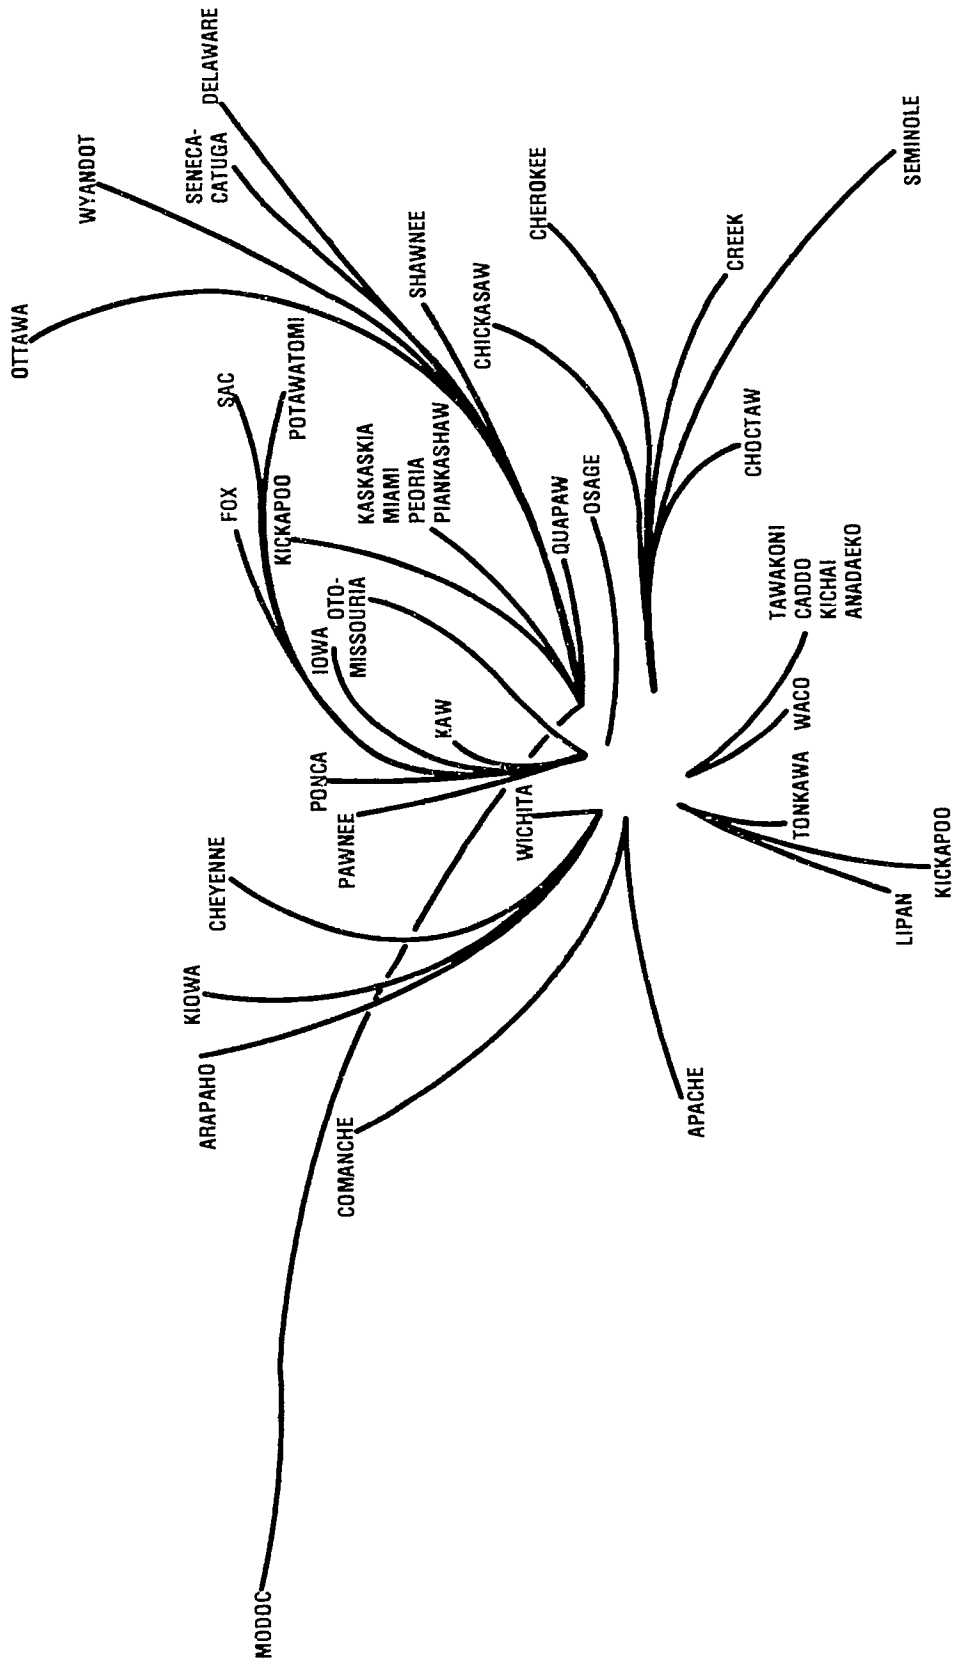 OTTAWA
WYANDOT
DELAWARE
SENECA-
CATUGA
SAC
POTAWATOMI
FOX
KICKAPOO
SHAWNEE
KASKASKIA
MIAMI
PEORIA
PIANKASHAW
CHICKASAW
CHEROKEE
IOWA
OTO-
MISSOURIA
QUAPAW
OSAGE
KAW
PONCA
PAWNEE
WICHITA
CHEYENNE
KIOWA
ARAPAHO
COMANCHE
MODOC
APACHE
CREEK
SEMINOLE
CHOCTAW
TAWAKONI
CADDO
KICHAI
ANADAEKO
WACO
TONKAWA
LIPAN
KICKAPOO